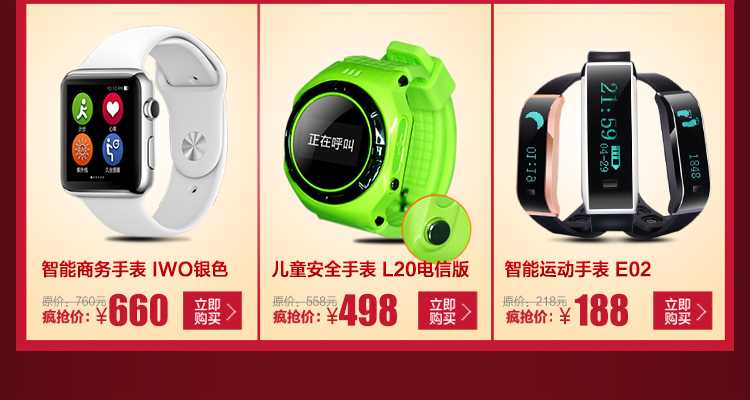 智能商务手表 IWO银色
原价：760元
疯抢价：¥660
立即
购买
正在呼叫
儿童安全手表 L20电信版
原价：558元
疯抢价：¥498
立即
购买
21:59
04-29
1848
智能运动手表 E02
原价：218元
疯抢价：¥188
立即
购买